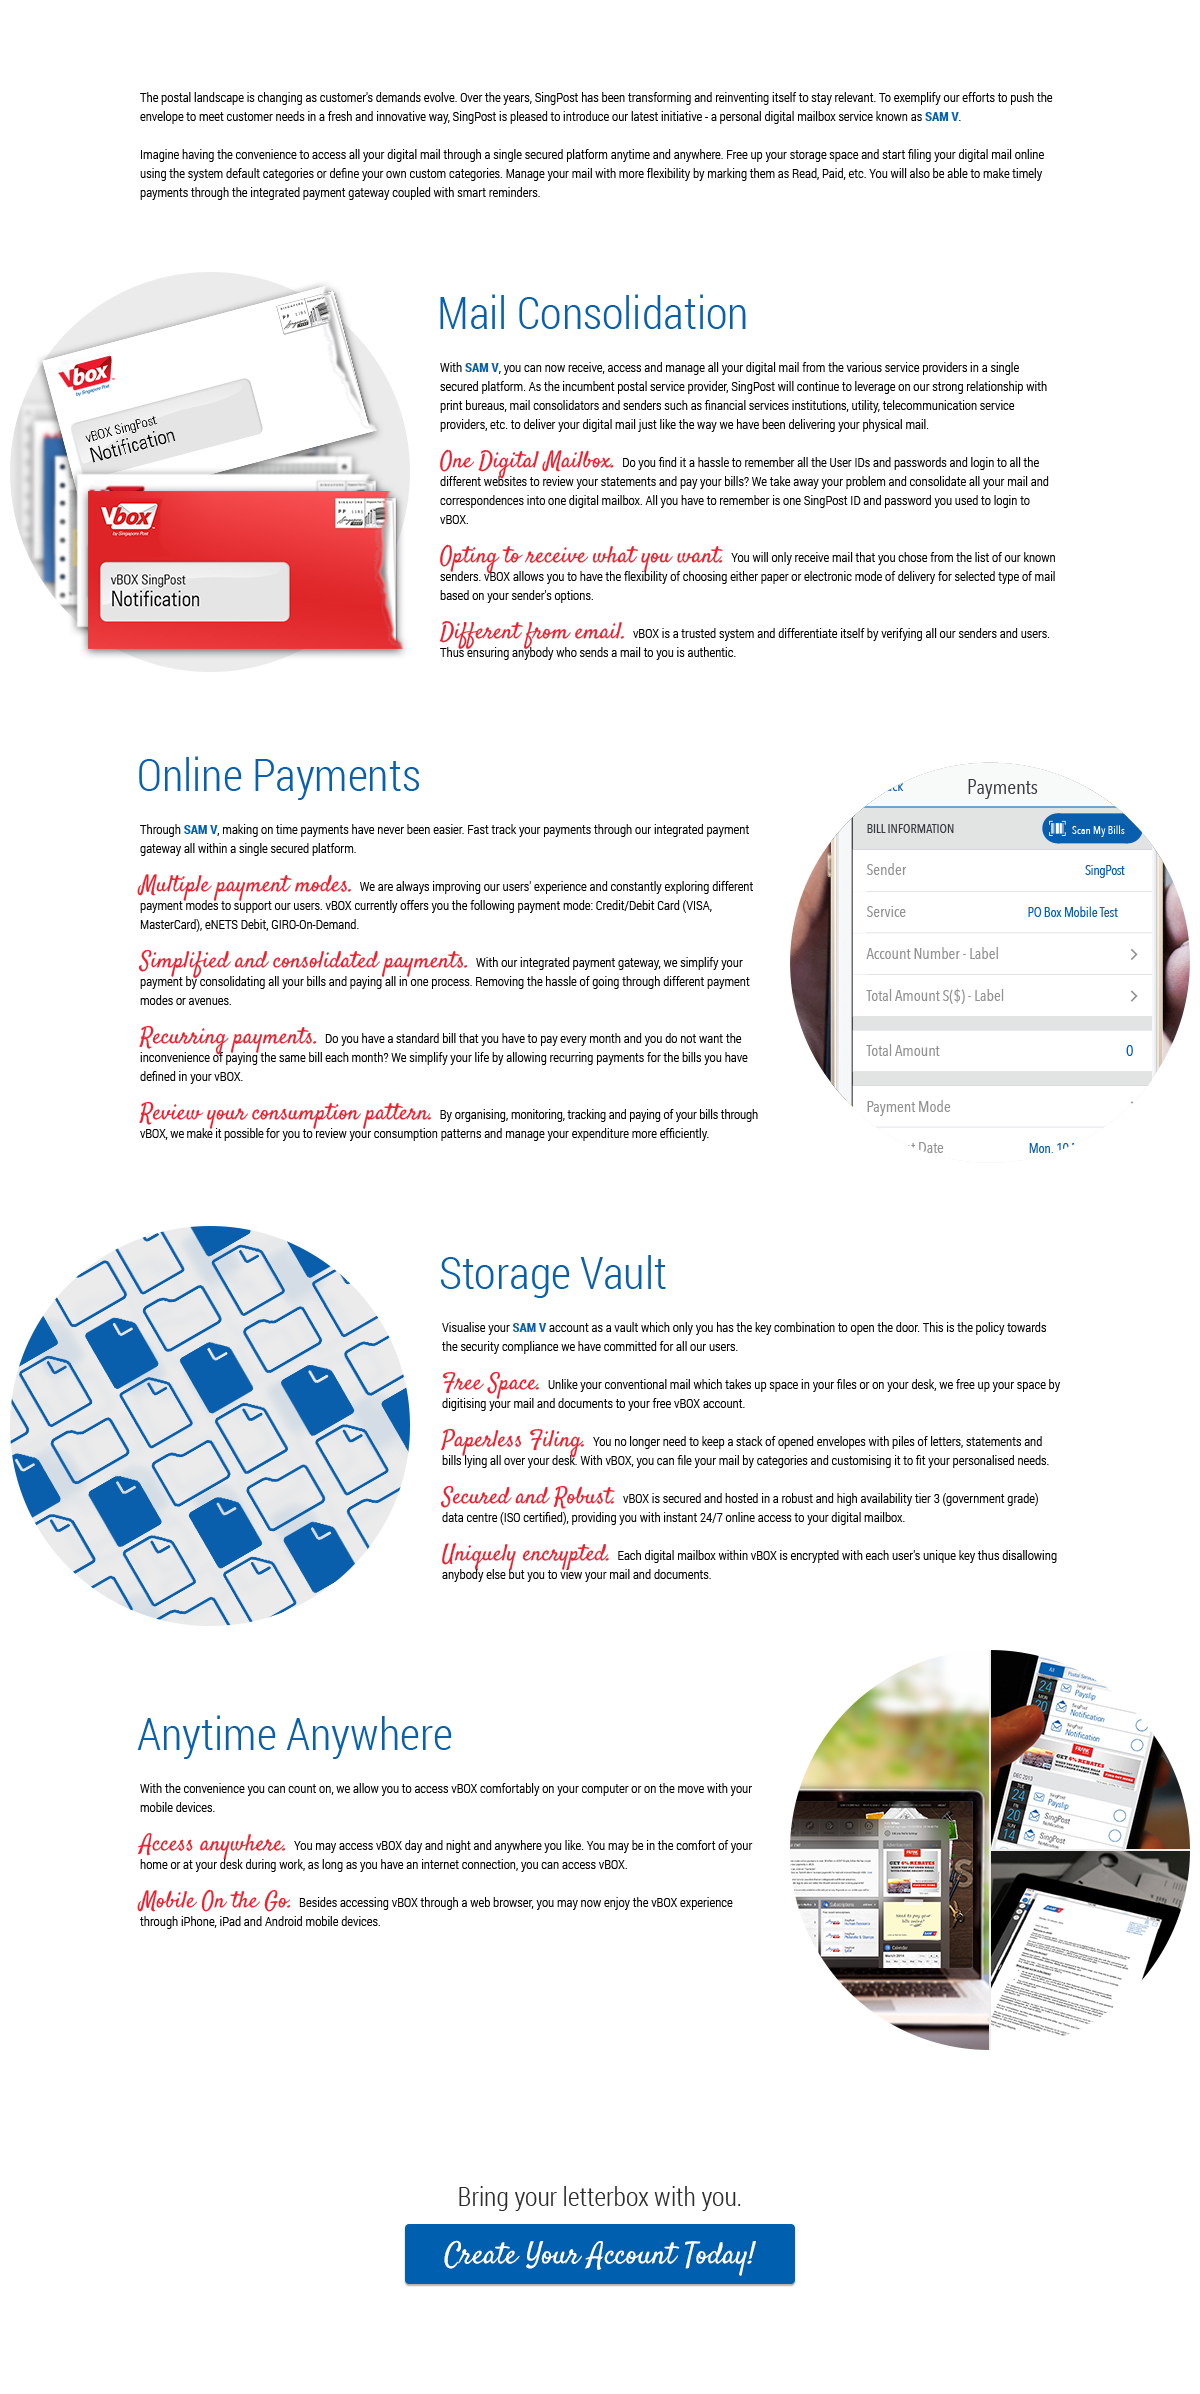 The postal landscape is changing as customer's demands evolve. Over the years, SingPost has been transforming and reinventing itself to stay relevant. To exemplify our efforts to push the
envelope to meet customer needs in a fresh and innovative way, SingPost is pleased to introduce our latest initiative - a personal digital mailbox service known as SAM V.
Imagine having the convenience to access all your digital mail through a single secured platform anytime and anywhere. Free up your storage space and start filing your digital mail online
using the system default categories or define your own custom categories. Manage your mail with more flexibility by marking them as Read, Paid, etc. You will also be able to make timely
payments through the integrated payment gateway coupled with smart reminders.
Vbox
by Singapore Post
vBOX SingPost
Notification
Vbox
by Singapore Post
vBOX SingPost
Notification
Mail Consolidation
With SAM V, you can now receive, access and manage all your digital mail from the various service providers in a single
secured platform. As the incumbent postal service provider, SingPost will continue to leverage on our strong relationship with
print bureaus, mail consolidators and senders such as financial services institutions, utility, telecommunication service
providers, etc. to deliver your digital mail just like the way we have been delivering your physical mail.
One Digital Mailbox. Do you find it a hassle to remember all the User IDs and passwords and login to all the
different websites to review your statements and pay your bills? We take away your problem and consolidate all your mail and
correspondences into one digital mailbox. All you have to remember is one SingPost ID and password you used to login to
vBOX.
Opting to receive what you want. You will only receive mail that you chose from the list of our known
senders. vBOX allows you to have the flexibility of choosing either paper or electronic mode of delivery for selected type of mail
based on your sender's options.
Different from email. vBOX is a trusted system and differentiate itself by verifying all our senders and users.
Thus ensuring anybody who sends a mail to you is authentic.
Online Payments
Through SAM V, making on time payments have never been easier. Fast track your payments through our integrated payment
gateway all within a single secured platform.
Multiple payment modes. We are always improving our users' experience and constantly exploring different
payment modes to support our users. vBOX currently offers you the following payment mode: Credit/Debit Card (VISA,
MasterCard), eNETS Debit, GIRO-On-Demand.
Simplified and consolidated payments. With our integrated payment gateway, we simplify your
payment by consolidating all your bills and paying all in one process. Removing the hassle of going through different payment
modes or avenues.
Recurring payments. Do you have a standard bill that you have to pay every month and you do not want the
inconvenience of paying the same bill each month? We simplify your life by allowing recurring payments for the bills you have
defined in your vBOX.
Review your consumption pattern. By organising, monitoring, tracking and paying of your bills through
vBOX, we make it possible for you to review your consumption patterns and manage your expenditure more efficiently.
Payments
BILL INFORMATION Scan My Bills
Sender SingPost
Service PO Box Mobile Test
Account Number - Label
Total Amount S($) - Label
Total Amount 0
Payment Mode
Date Mon. 10
Storage Vault
Visualise your SAM V account as a vault which only you has the key combination to open the door. This is the policy towards
the security compliance we have committed for all our users.
Free Space. Unlike your conventional mail which takes up space in your files or on your desk, we free up your space by
digitising your mail and documents to your free vBOX account.
Paperless Filing. You no longer need to keep a stack of opened envelopes with piles of letters, statements and
bills lying all over your desk. With vBOX, you can file your mail by categories and customising it to fit your personalised needs.
Secured and Robust. vBOX is secured and hosted in a robust and high availability tier 3 (government grade)
data centre (ISO certified), providing you with instant 24/7 online access to your digital mailbox.
Uniquely encrypted. Each digital mailbox within vBOX is encrypted with each user's unique key thus disallowing
anybody else but you to view your mail and documents.
Anytime Anywhere
With the convenience you can count on, we allow you to access vBOX comfortably on your computer or on the move with your
mobile devices.
Access anywhere. You may access vBOX day and night and anywhere you like. You may be in the comfort of your
home or at your desk during work, as long as you have an internet connection, you can access vBOX.
Mobile On the Go. Besides accessing vBOX through a web browser, you may now enjoy the vBOX experience
through iPhone, iPad and Android mobile devices.
All
24 SingPost Payslip
MON 20 SingPost Notification
SingPost Notification
FRANK
GET 6% REBATES
DEC 2013
TUE 24 SingPost Payslip
FRI 20 SingPost
SUN 14 SingPost
Subscriptions
Calendar
March 2014
Bring your letterbox with you.
Create Your Account Today!